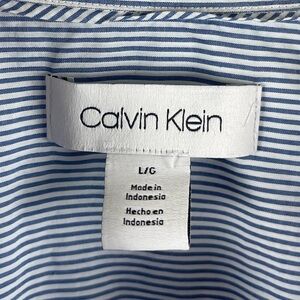 Calvin Klein
L/G
Made in
Indonesia
Hecho en
Indonesia